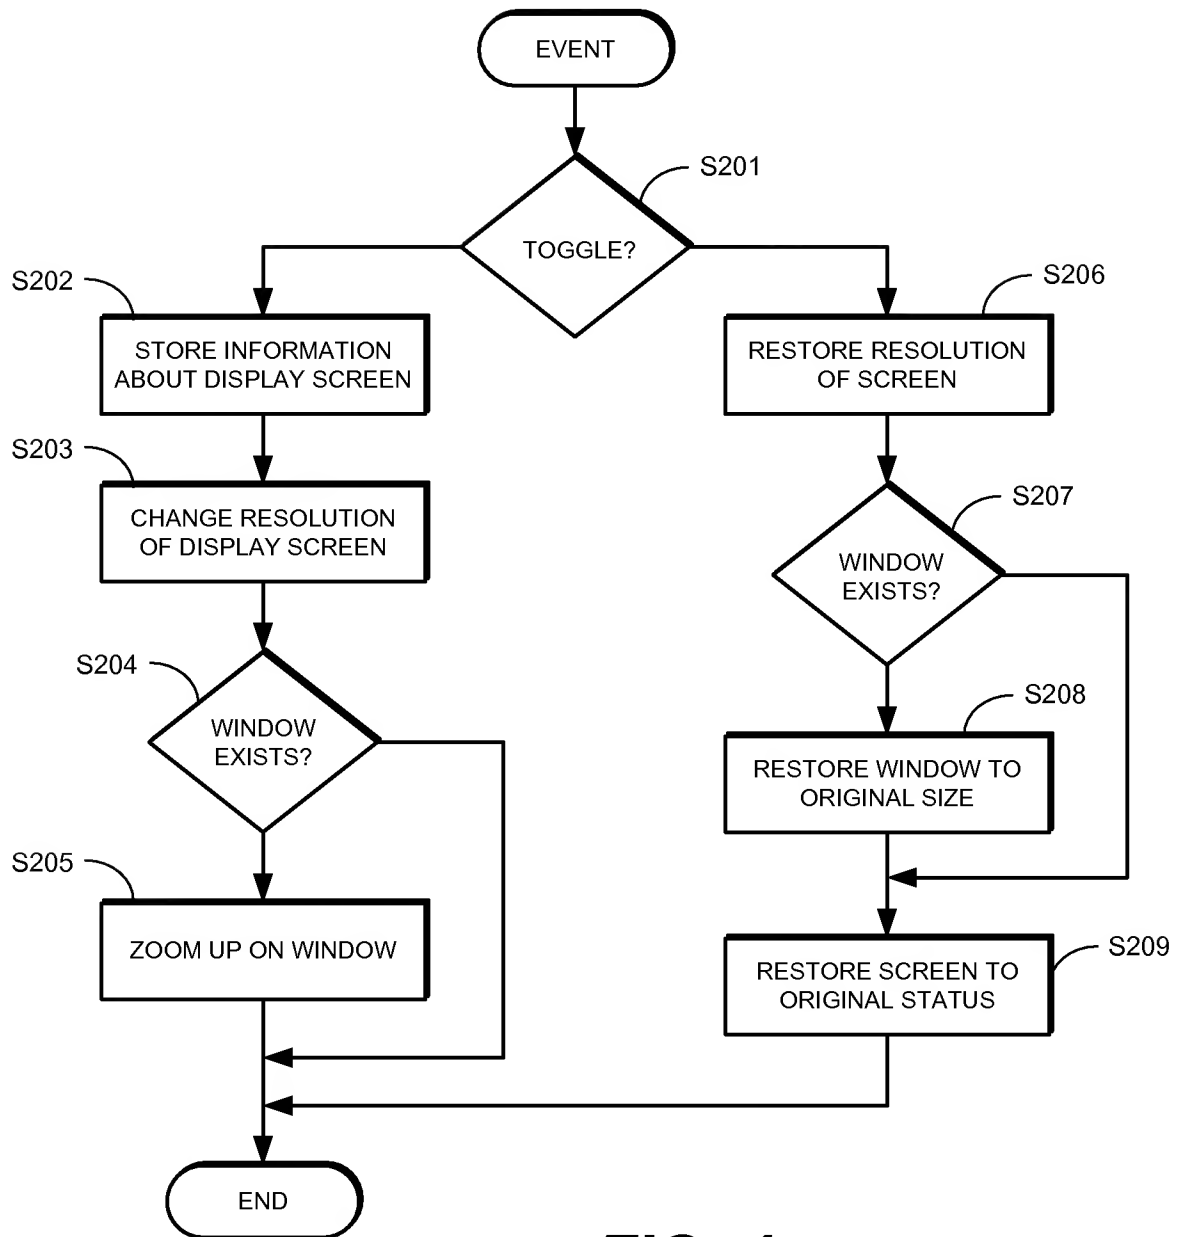 EVENT
S201
TOGGLE?
S202
STORE INFORMATION
ABOUT DISPLAY SCREEN
S206
RESTORE RESOLUTION
OF SCREEN
S203
CHANGE RESOLUTION
OF DISPLAY SCREEN
S207
WINDOW
EXISTS?
S204
WINDOW
EXISTS?
S208
RESTORE WINDOW TO
ORIGINAL SIZE
S205
ZOOM UP ON WINDOW
S209
RESTORE SCREEN TO
ORIGINAL STATUS
END